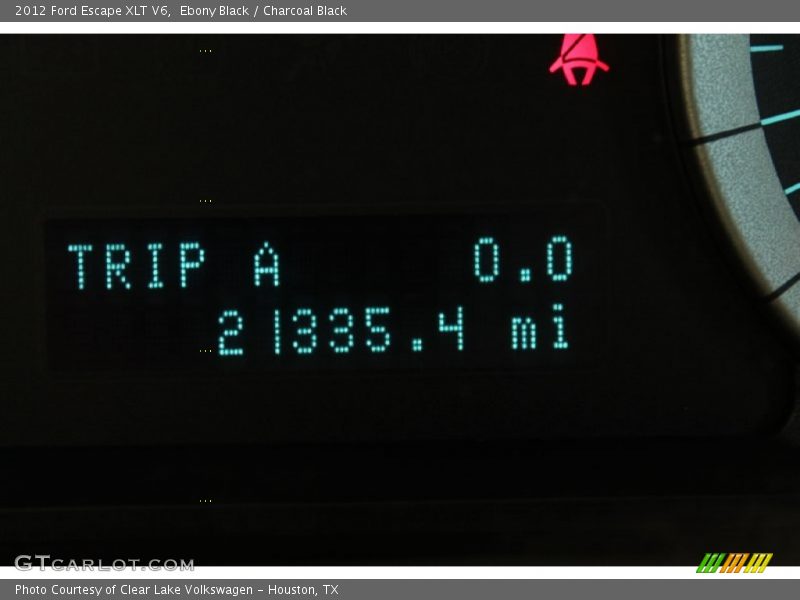 2012 Ford Escape XLT V6,  Ebony Black / Charcoal Black
TRIP A 0.0
21335.4 mi
GTCARLOT.COM
Photo Courtesy of Clear Lake Volkswagen – Houston, TX